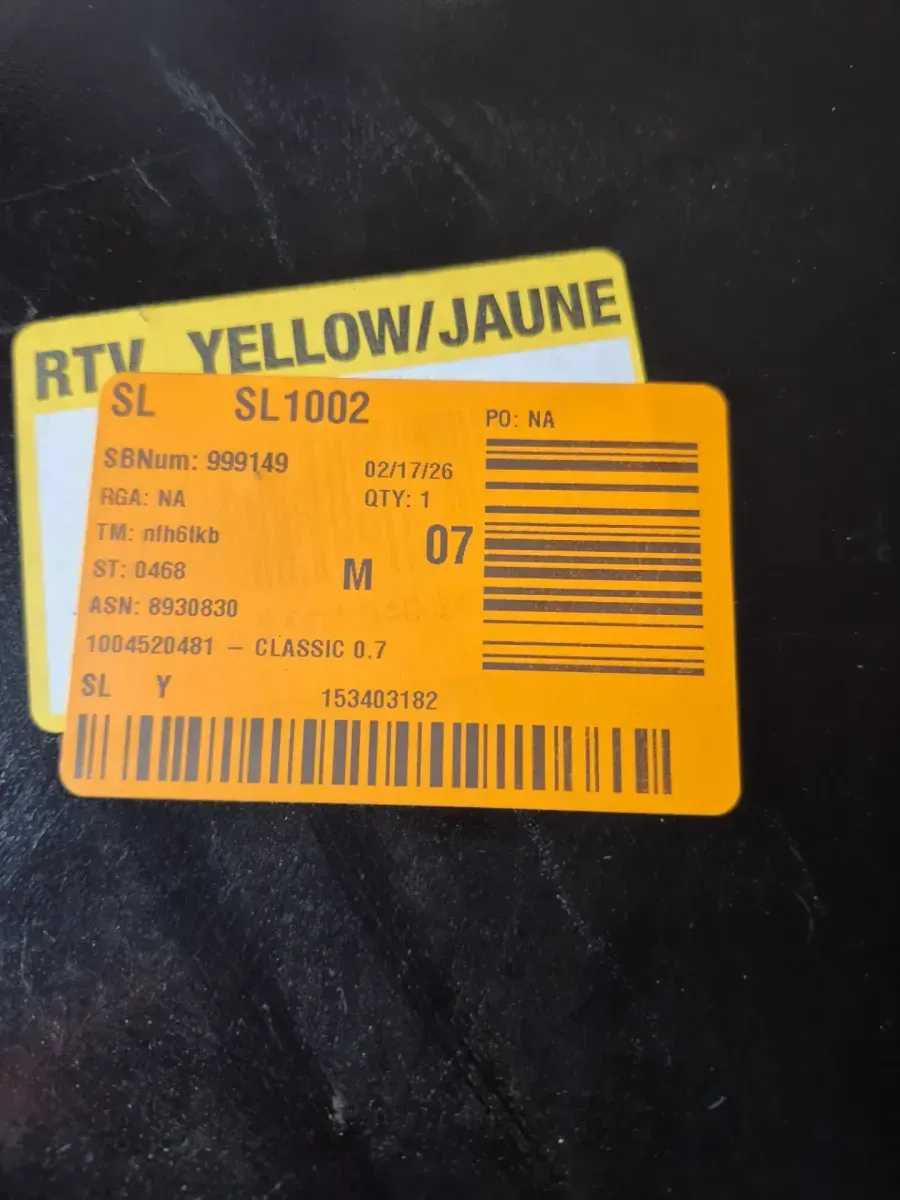 RTV YELLOW/JAUNE
SL SL1002
PO: NA
SBNum: 999149 02/17/26
RGA: NA QTY: 1
TM: nfh6tkb 07
ST: 0468 M
ASN: 8930830
1004520481 – CLASSIC 0.7
SL Y 153403182